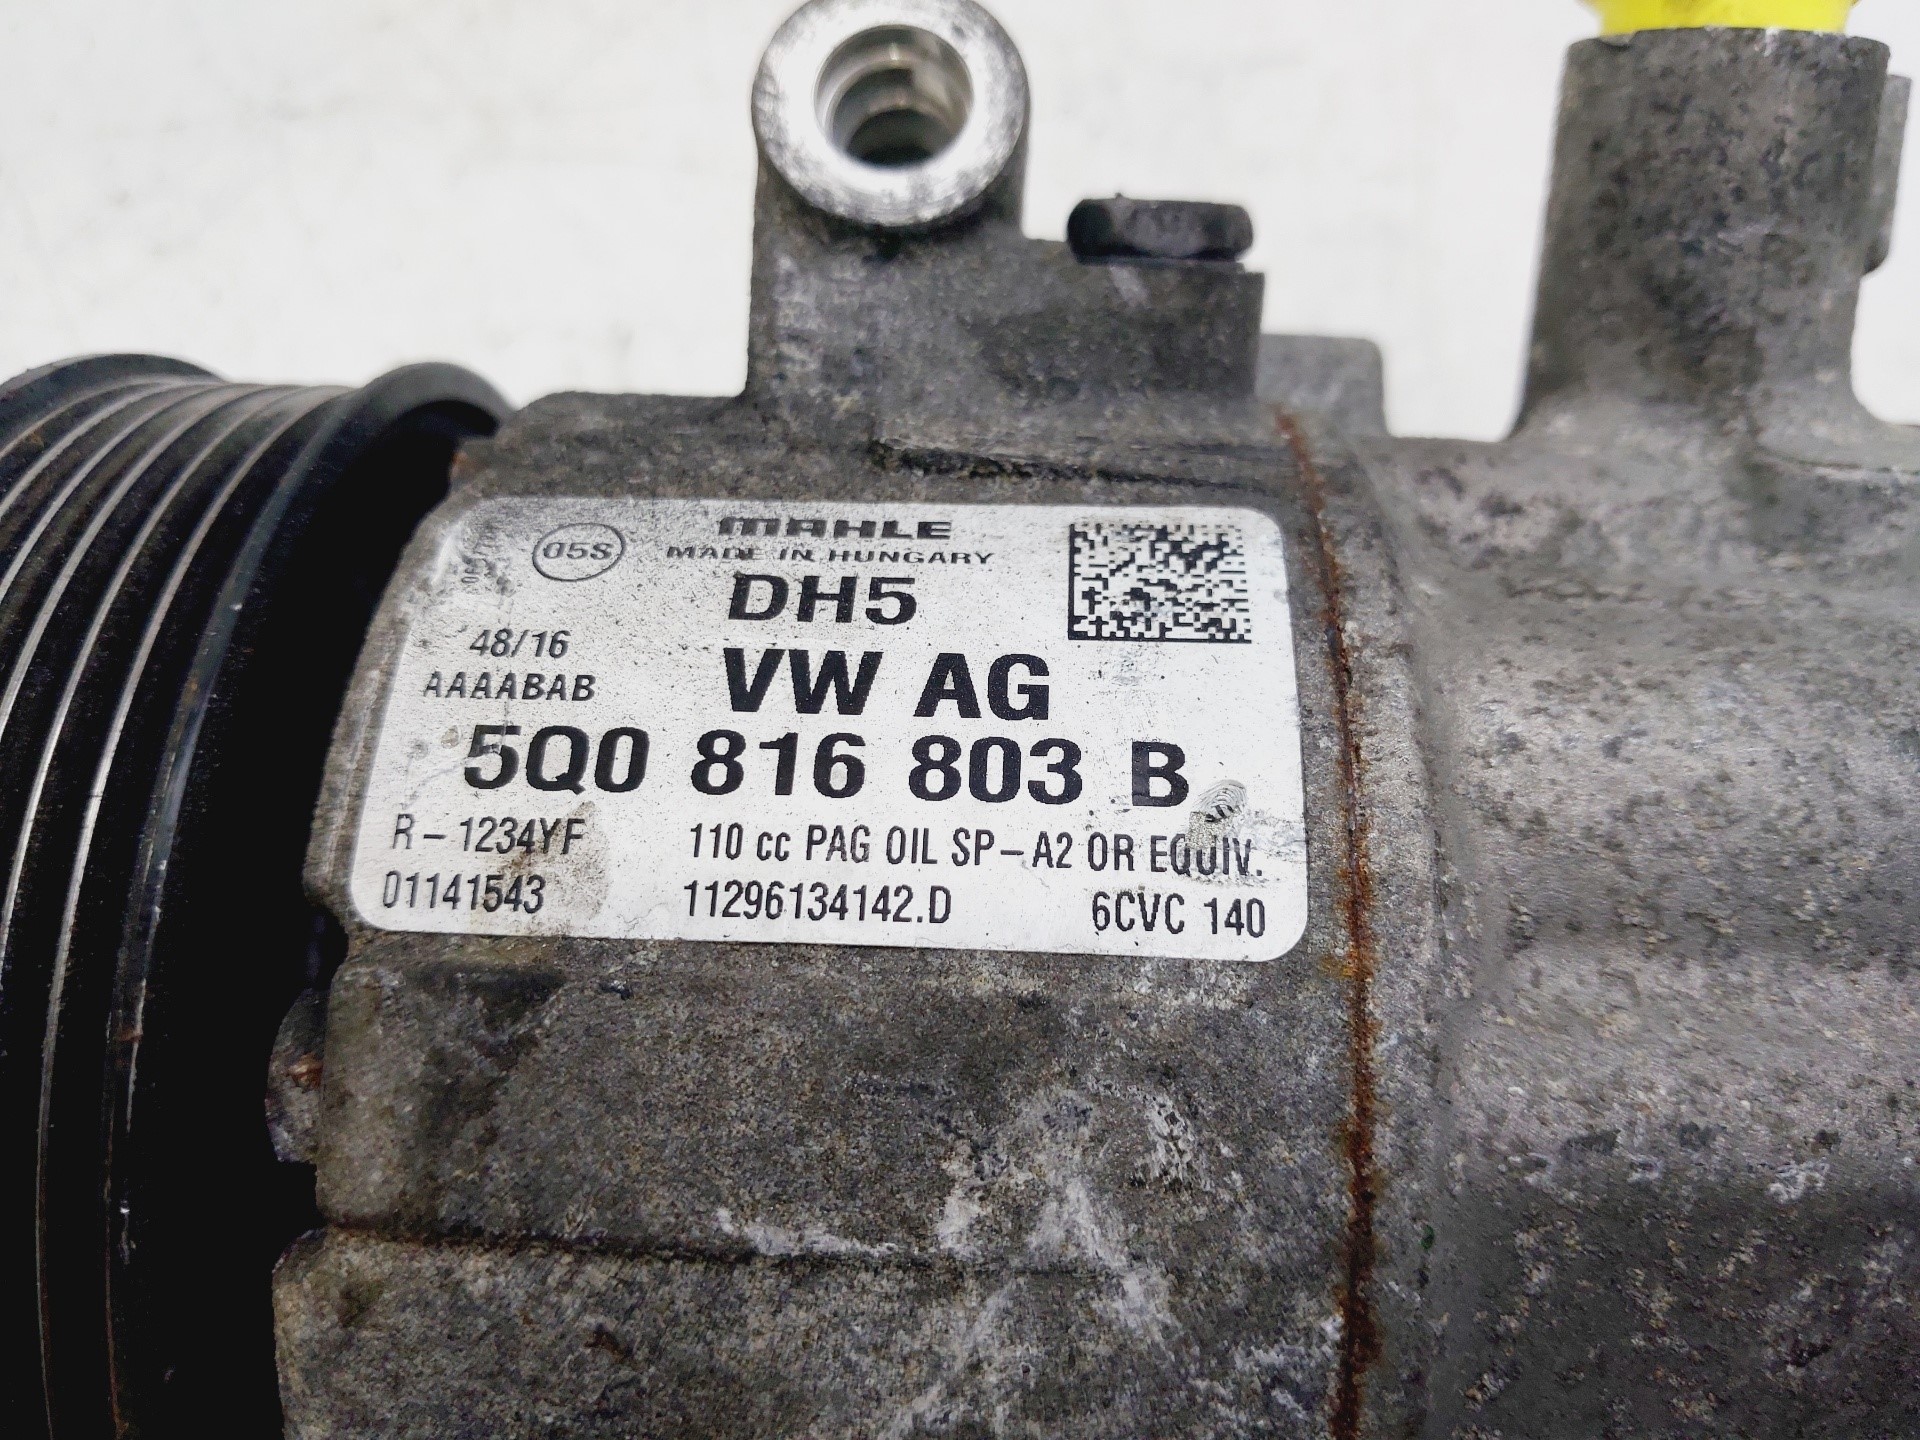 05S
MAHLE
MADE IN HUNGARY
DH5
48/16
VW AG
AAAABAB
5Q0 816 803 B
R-1234YF 110 cc PAG OIL SP-A2 OR EQUIV.
01141543 11296134142.D 6CVC 140